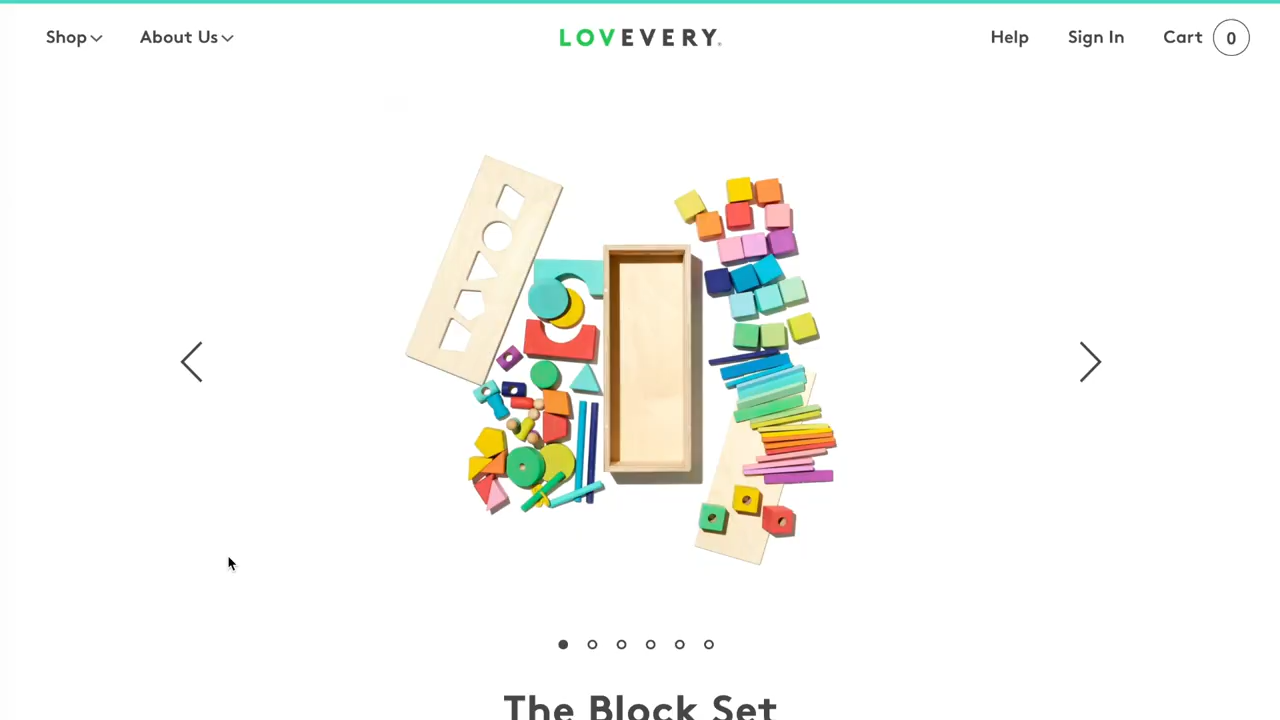 Shop
About Us
LOVEVERY
Help
Sign In
Cart
0
The Block Set